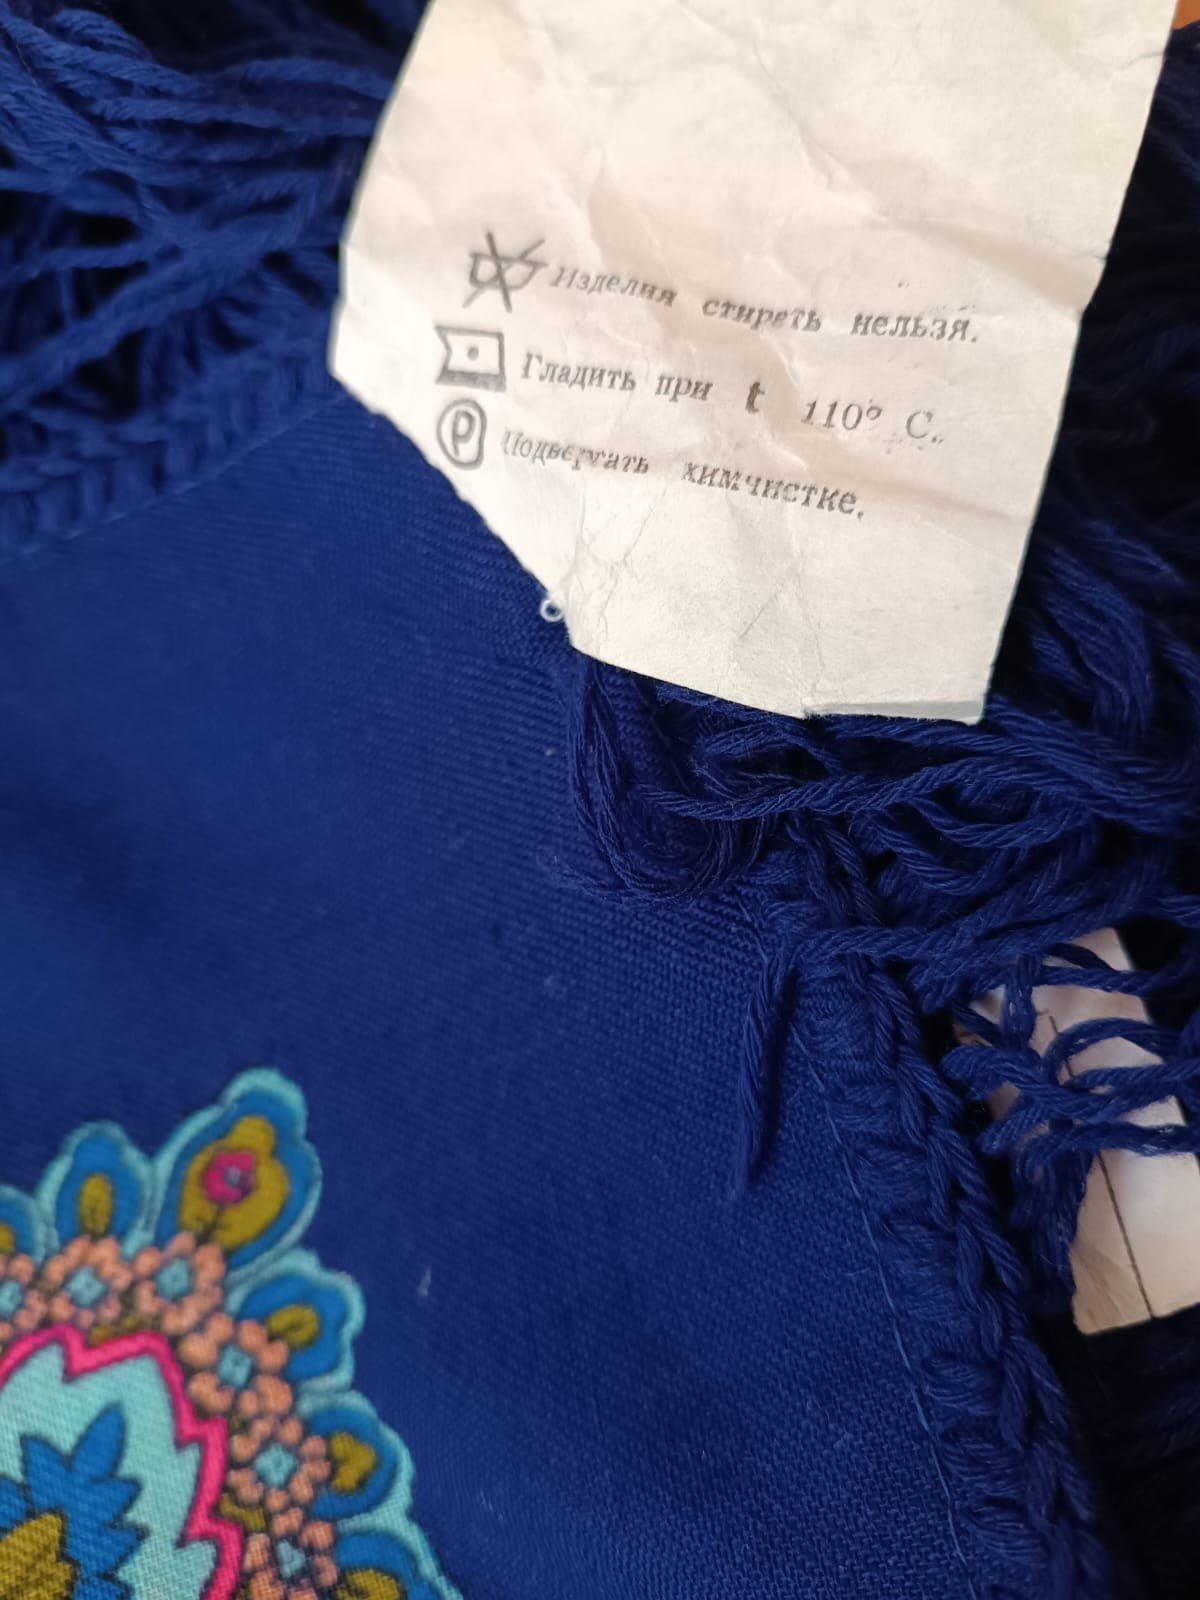 Изделия стирать нельзя.
Гладить при t 110° С.
P Подвергать химчистке.